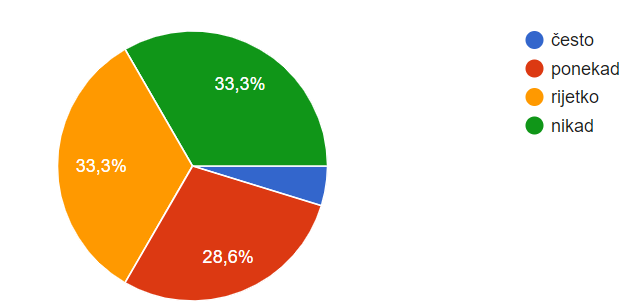 33,3%
33,3%
28,6%
često
ponekad
rijetko
nikad